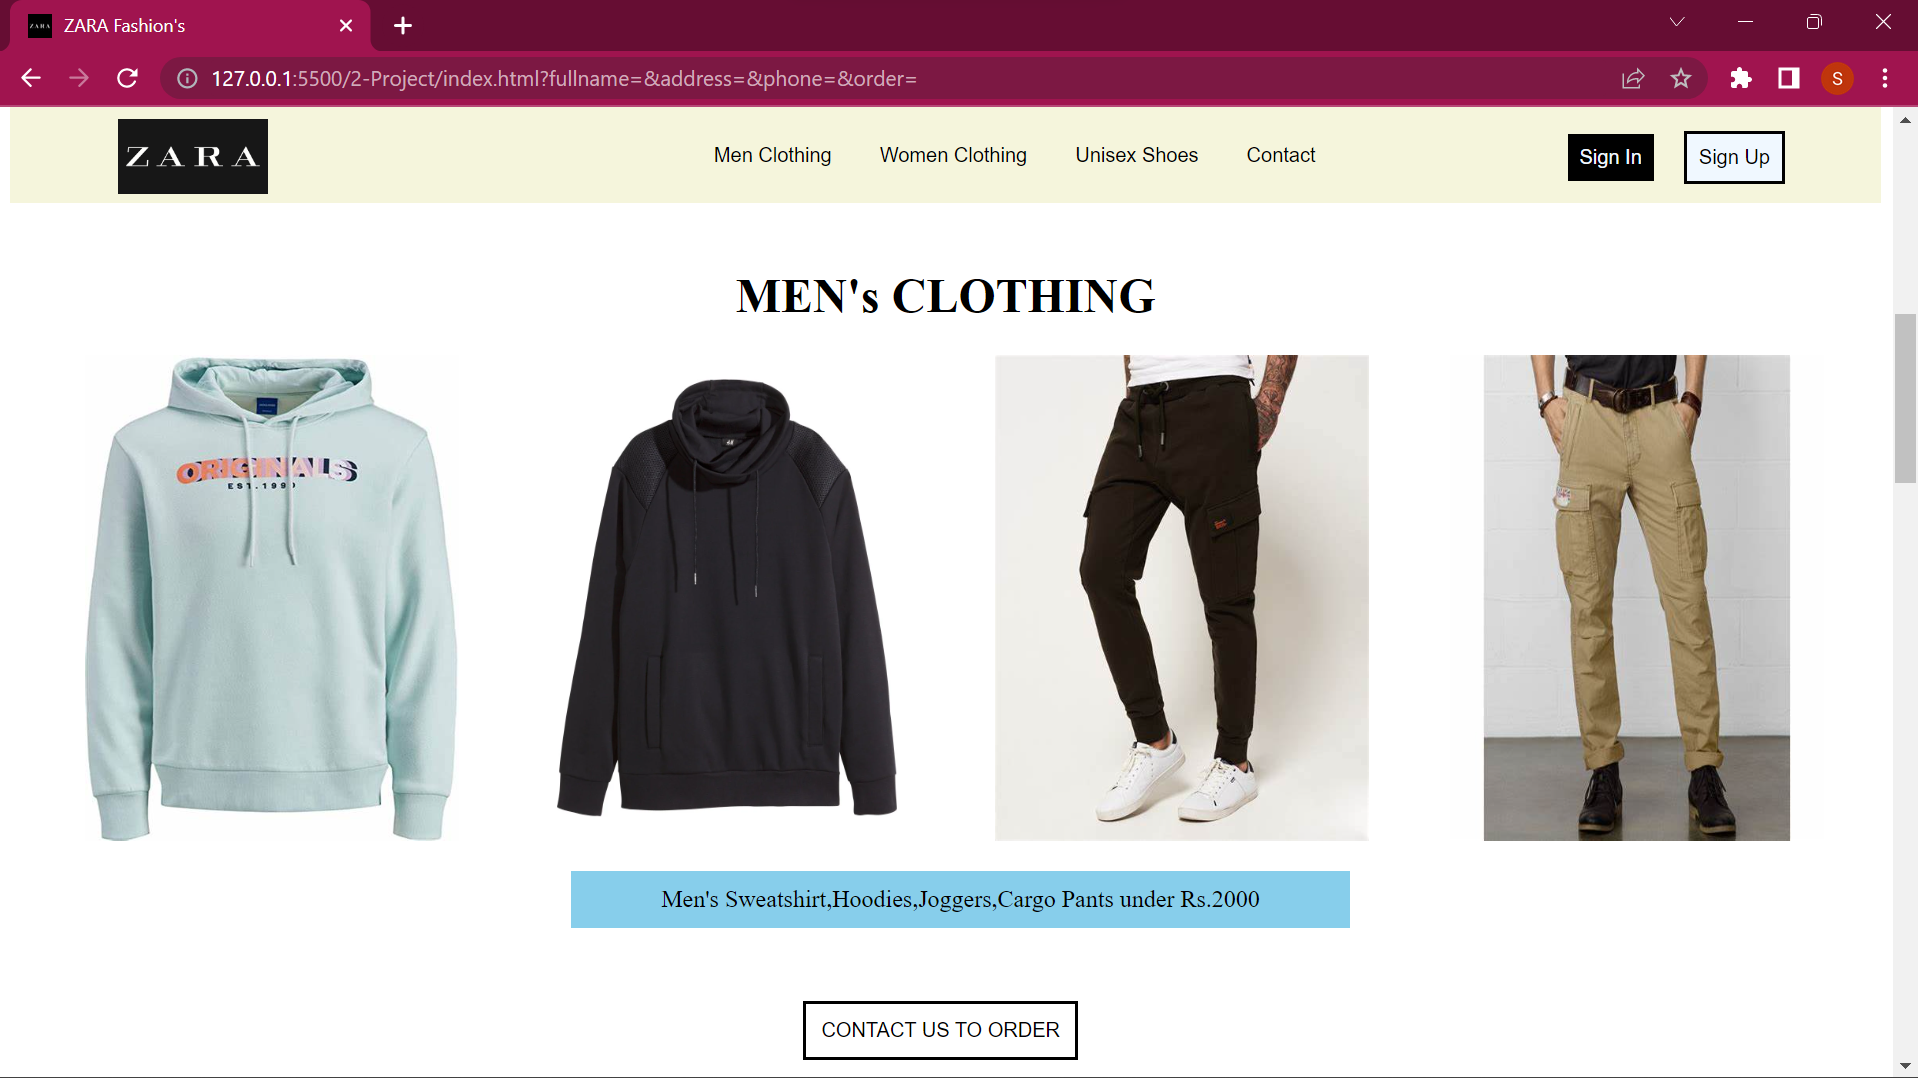 ZARA
ZARA Fashion's
127.0.0.1:5500/2-Project/index.html?fullname=&address=&phone=&order=
S
ZARA
Men Clothing
Women Clothing
Unisex Shoes
Contact
Sign In
Sign Up
MEN's CLOTHING
ORIGINALS
EST.1990
Men's Sweatshirt,Hoodies,Joggers,Cargo Pants under Rs.2000
CONTACT US TO ORDER